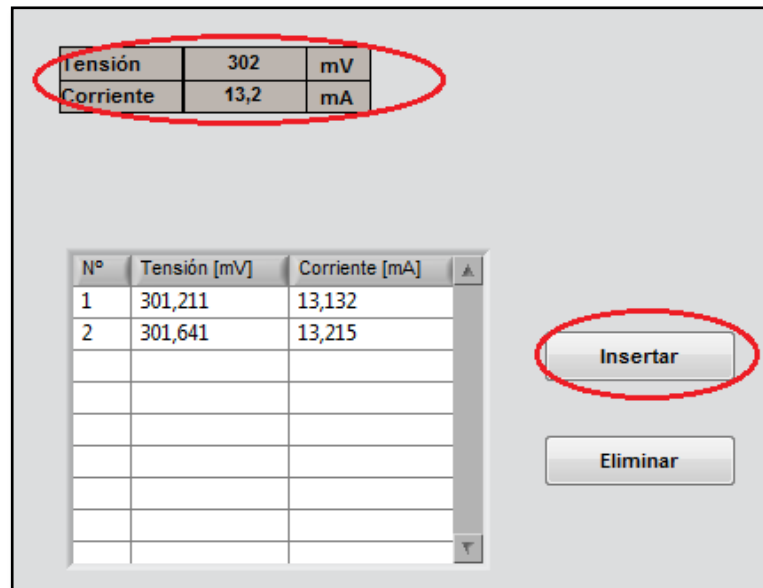 Tensión 302 mV
Corriente 13,2 mA
Nº Tensión [mV] Corriente [mA]
1 301,211 13,132
2 301,641 13,215
Insertar
Eliminar